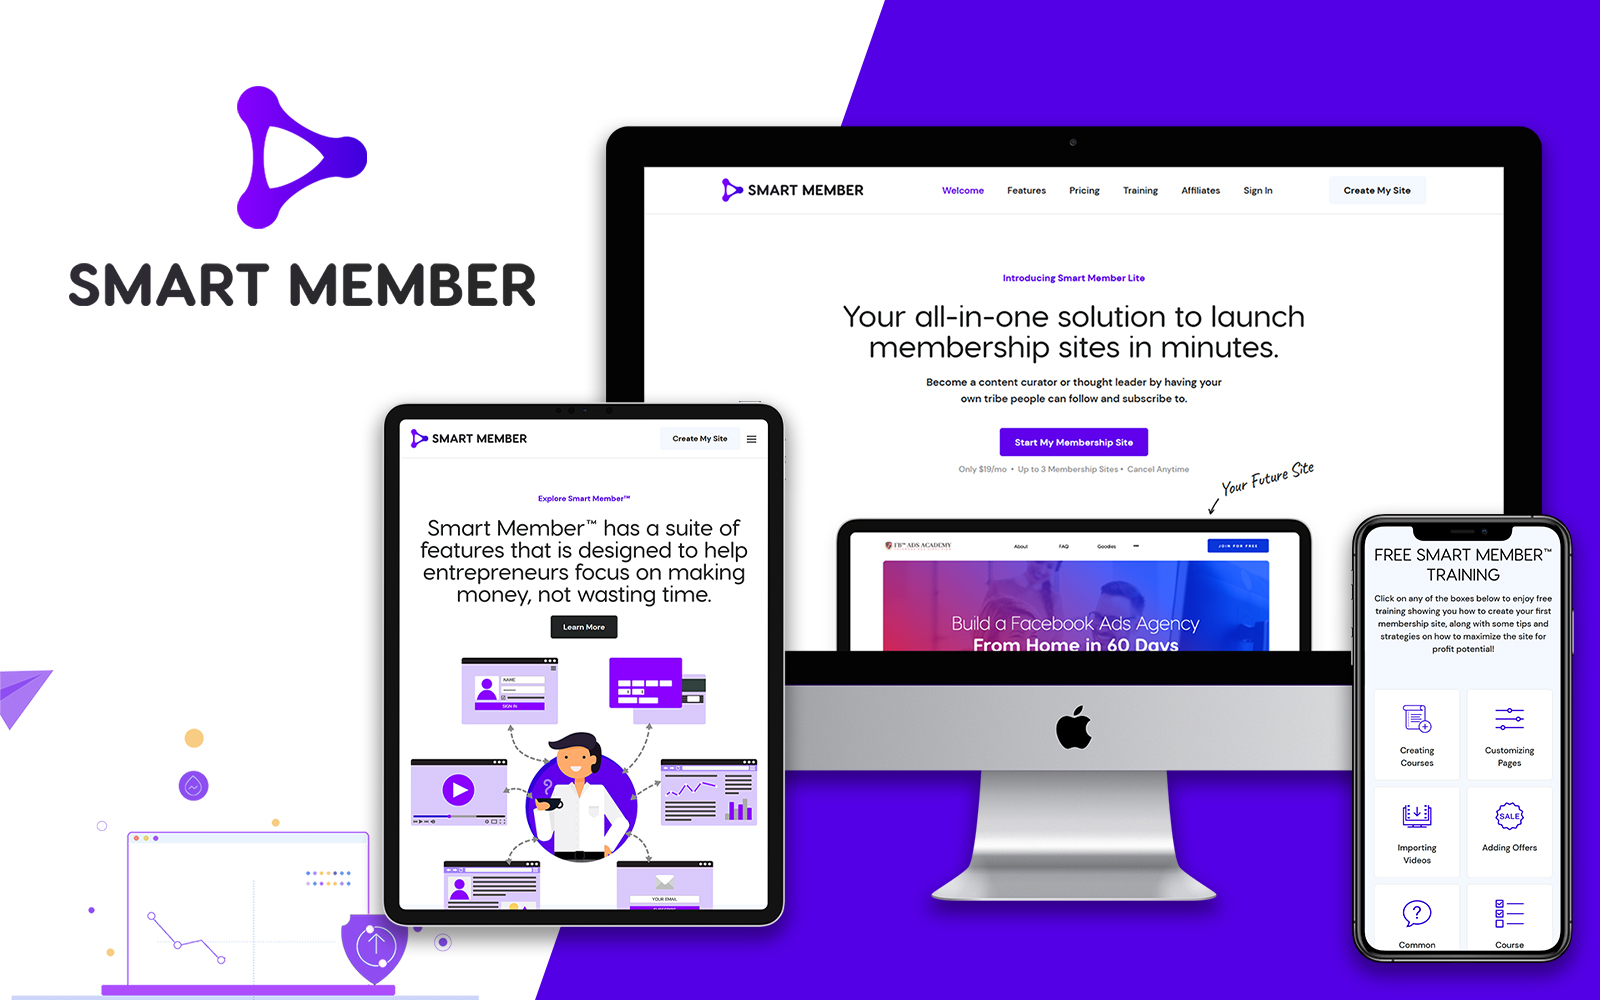 SMART MEMBER
SMART MEMBER
Welcome
Features
Pricing
Training
Affiliates
Sign In
Create My Site
Introducing Smart Member Lite
Your all-in-one solution to launch
membership sites in minutes.
Become a content curator or thought leader by having your
own tribe people can follow and subscribe to.
Start My Membership Site
Only $19/mo • Up to 3 Membership Sites • Cancel Anytime
Your Future Site
FB™ ADS ACADEMY
About
FAQ
Goodies
JOIN FOR FREE
Build a Facebook Ads Agency
From Home in 60 Days
SMART MEMBER
Create My Site
Explore Smart Member™
Smart Member™ has a suite of
features that is designed to help
entrepreneurs focus on making
money, not wasting time.
Learn More
NAME
SIGN IN
YOUR EMAIL
FREE SMART MEMBER™
TRAINING
Click on any of the boxes below to enjoy free
training showing you how to create your first
membership site, along with some tips and
strategies on how to maximize the site for
profit potential!
Creating
Courses
Customizing
Pages
Importing
Videos
SALE
Adding Offers
Common
Course